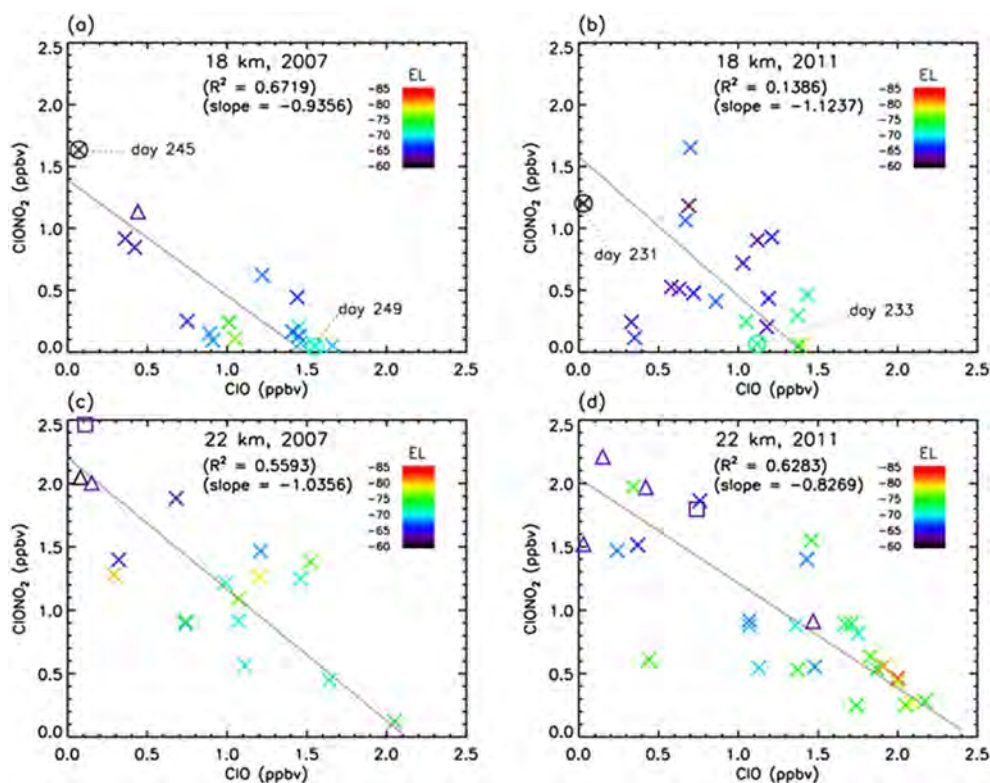 (a)
18 km, 2007
(R² = 0.6719)
(slope = −0.9356)
EL
−85
−80
−75
−70
−65
−60
day 245
day 249
2.5
2.0
1.5
1.0
0.5
0.0
ClONO₂ (ppbv)
0.0 0.5 1.0 1.5 2.0 2.5
ClO (ppbv)
(b)
18 km, 2011
(R² = 0.1386)
(slope = −1.1237)
EL
−85
−80
−75
−70
−65
−60
day 231
day 233
2.5
2.0
1.5
1.0
0.5
0.0
ClONO₂ (ppbv)
0.0 0.5 1.0 1.5 2.0 2.5
ClO (ppbv)
(c)
22 km, 2007
(R² = 0.5593)
(slope = −1.0356)
EL
−85
−80
−75
−70
−65
−60
2.5
2.0
1.5
1.0
0.5
0.0
ClONO₂ (ppbv)
0.0 0.5 1.0 1.5 2.0 2.5
ClO (ppbv)
(d)
22 km, 2011
(R² = 0.6283)
(slope = −0.8269)
EL
−85
−80
−75
−70
−65
−60
2.5
2.0
1.5
1.0
0.5
0.0
ClONO₂ (ppbv)
0.0 0.5 1.0 1.5 2.0 2.5
ClO (ppbv)